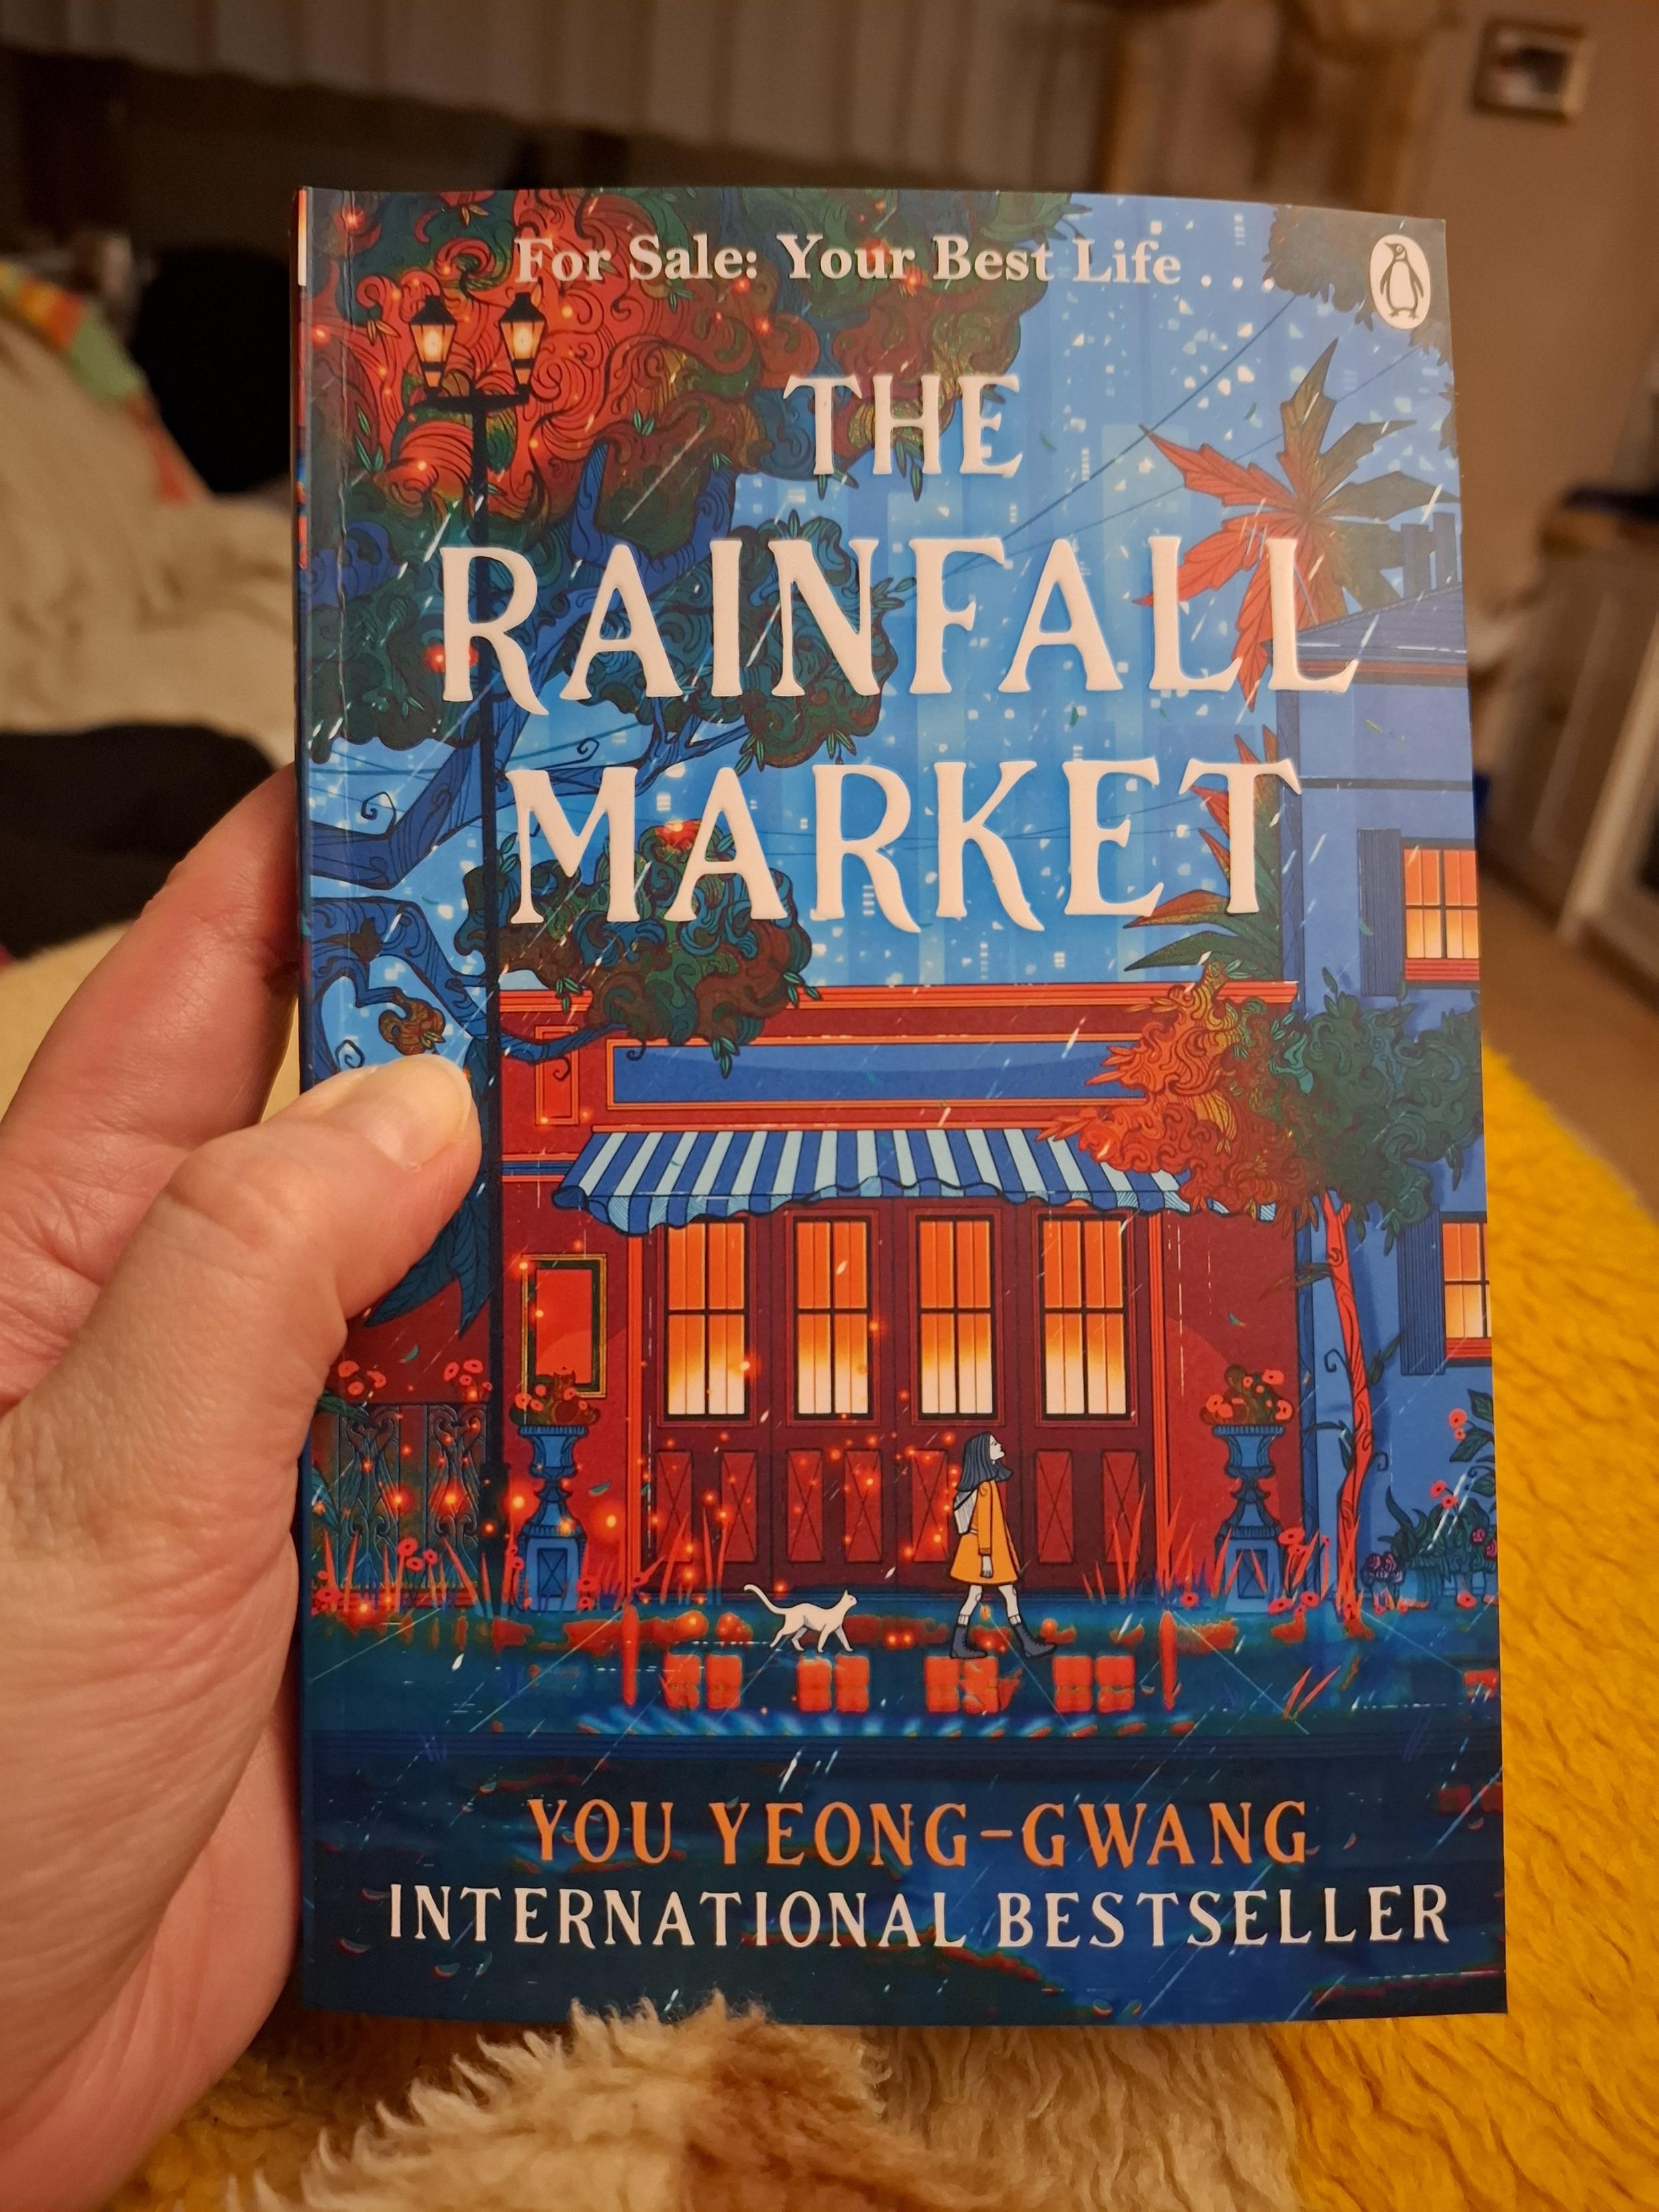 For Sale: Your Best Life . . .
THE
RAINFALL
MARKET
YOU YEONG-GWANG
INTERNATIONAL BESTSELLER